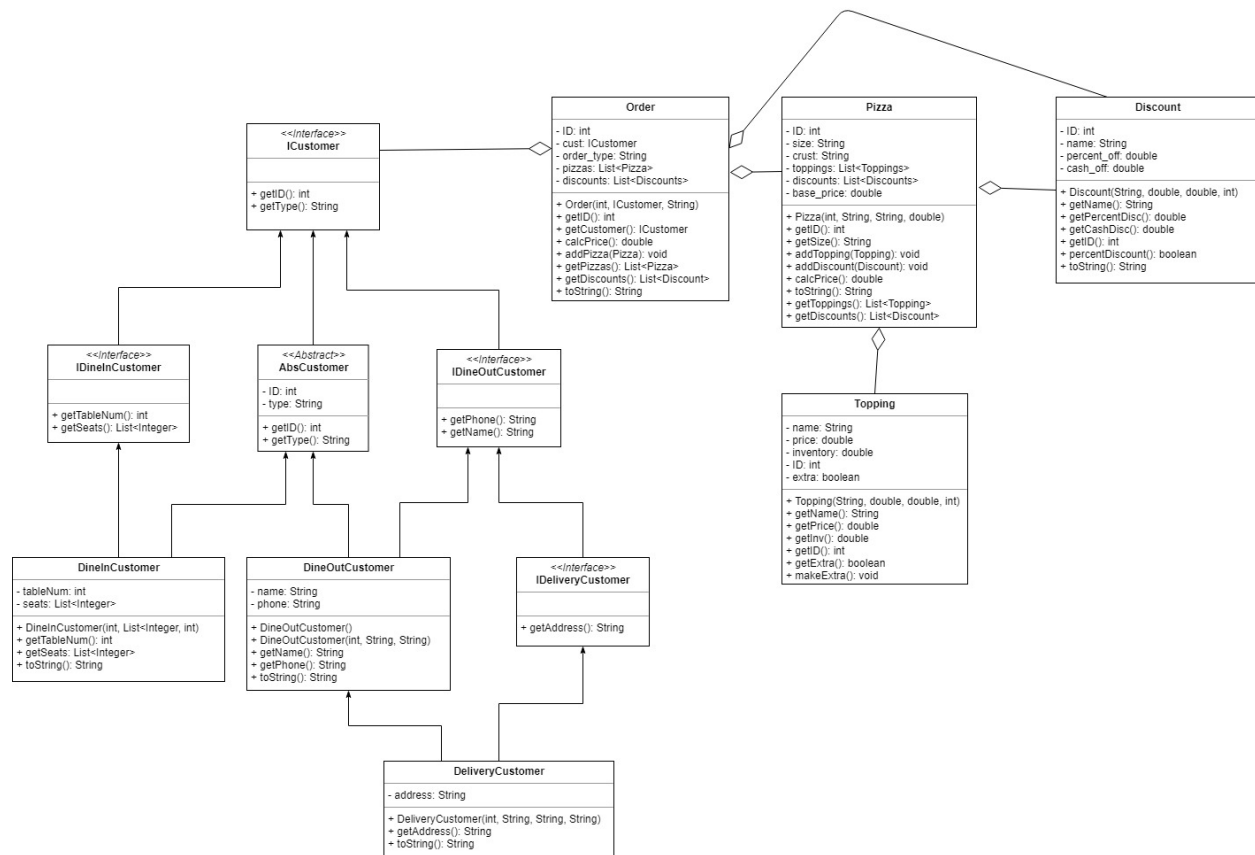 Order
- ID: int
- cust: ICustomer
- order_type: String
- pizzas: List<Pizza>
- discounts: List<Discounts>
+ Order(int, ICustomer, String)
+ getID(): int
+ getCustomer(): ICustomer
+ calcPrice(): double
+ addPizza(Pizza): void
+ getPizzas(): List<Pizza>
+ getDiscounts(): List<Discount>
+ toString(): String
Pizza
- ID: int
- size: String
- crust: String
- toppings: List<Toppings>
- discounts: List<Discounts>
- base_price: double
+ Pizza(int, String, String, double)
+ getID(): int
+ getSize(): String
+ addTopping(Topping): void
+ addDiscount(Discount): void
+ calcPrice(): double
+ toString(): String
+ getToppings(): List<Topping>
+ getDiscounts(): List<Discount>
Discount
- ID: int
- name: String
- percent_off: double
- cash_off: double
+ Discount(String, double, double, int)
+ getName(): String
+ getPercentDisc(): double
+ getCashDisc(): double
+ getID(): int
+ percentDiscount(): boolean
+ toString(): String
<<Interface>>
ICustomer
+ getID(): int
+ getType(): String
<<Interface>>
IDineInCustomer
+ getTableNum(): int
+ getSeats(): List<Integer>
<<Abstract>>
AbsCustomer
- ID: int
- type: String
+ getID(): int
+ getType(): String
<<Interface>>
IDineOutCustomer
+ getPhone(): String
+ getName(): String
Topping
- name: String
- price: double
- inventory: double
- ID: int
- extra: boolean
+ Topping(String, double, double, int)
+ getName(): String
+ getPrice(): double
+ getInv(): double
+ getID(): int
+ getExtra(): boolean
+ makeExtra(): void
DineInCustomer
- tableNum: int
- seats: List<Integer>
+ DineInCustomer(int, List<Integer, int)
+ getTableNum(): int
+ getSeats: List<Integer>
+ toString(): String
DineOutCustomer
- name: String
- phone: String
+ DineOutCustomer()
+ DineOutCustomer(int, String, String)
+ getName(): String
+ getPhone(): String
+ toString(): String
<<Interface>>
IDeliveryCustomer
+ getAddress(): String
DeliveryCustomer
- address: String
+ DeliveryCustomer(int, String, String, String)
+ getAddress(): String
+ toString(): String